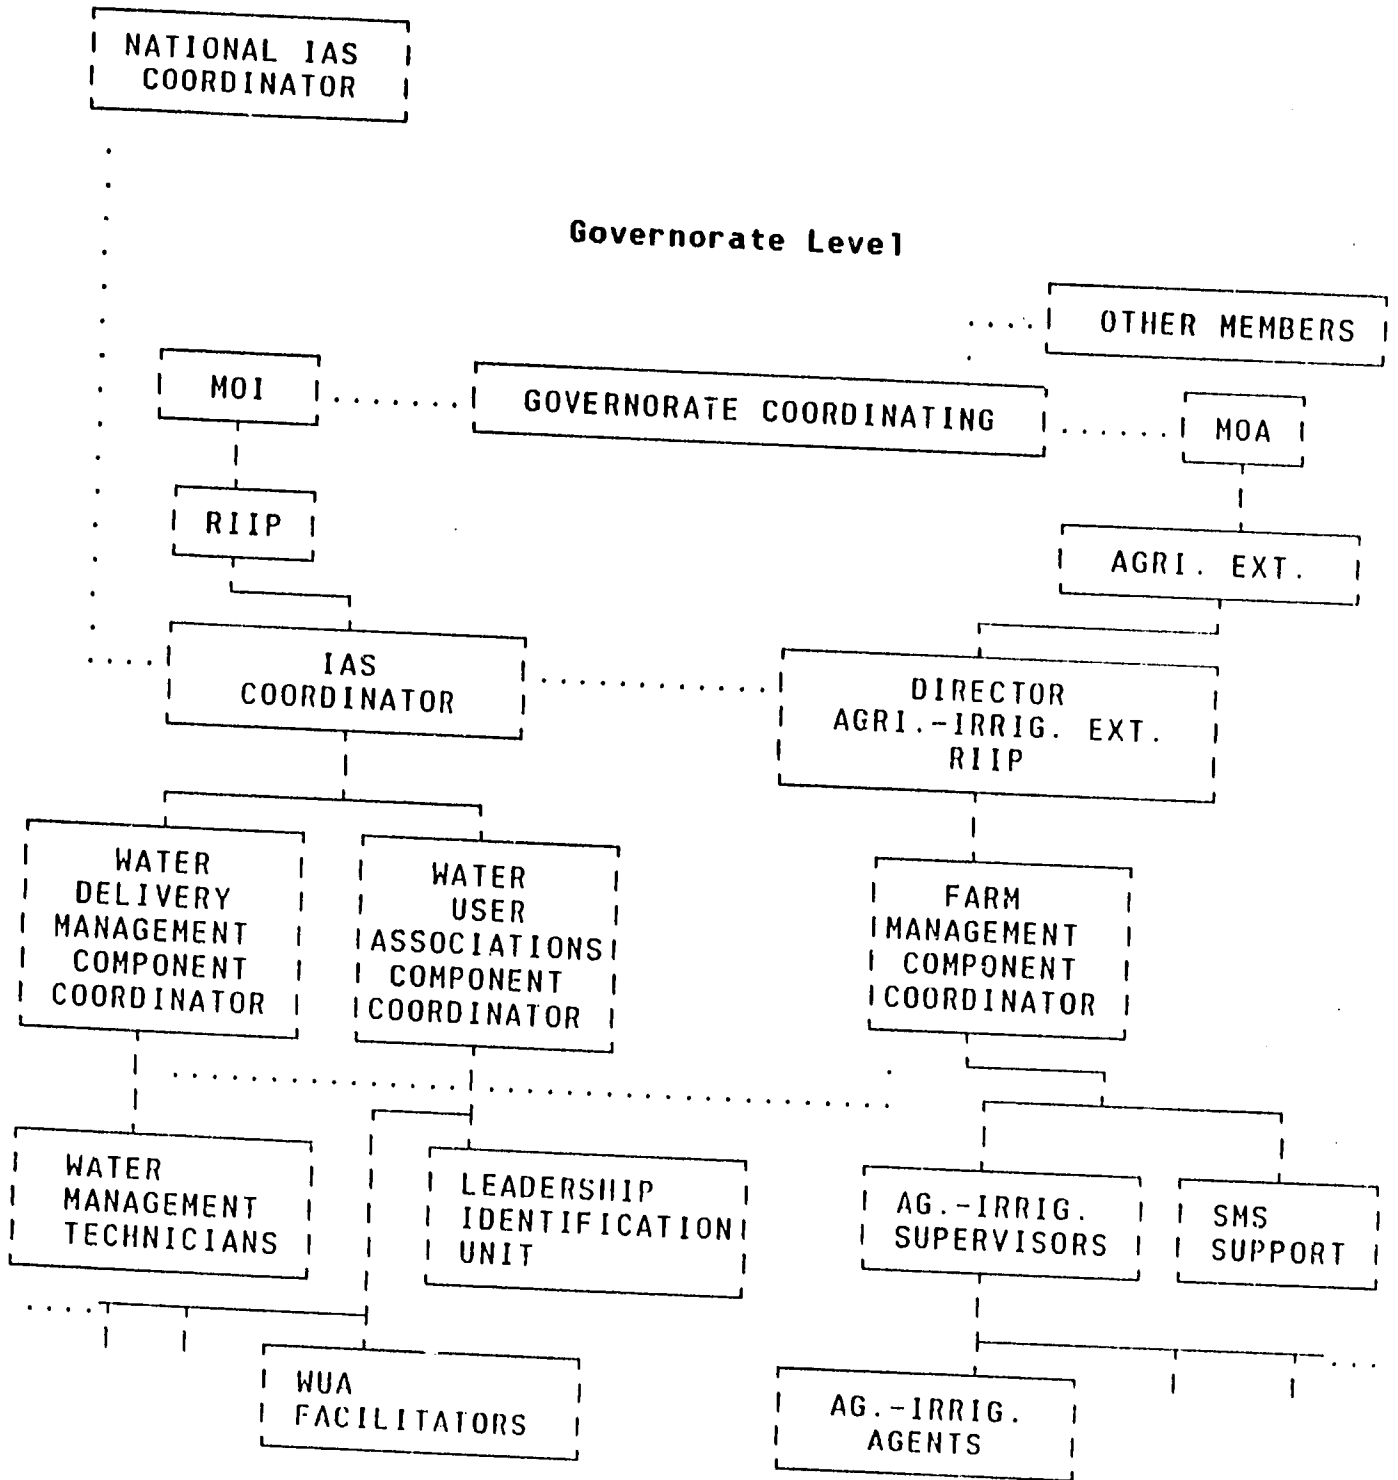 NATIONAL IAS
COORDINATOR
Governorate Level
OTHER MEMBERS
MOI
GOVERNORATE COORDINATING
MOA
RIIP
AGRI. EXT.
IAS
COORDINATOR
DIRECTOR
AGRI.-IRRIG. EXT.
RIIP
WATER
DELIVERY
MANAGEMENT
COMPONENT
COORDINATOR
WATER
USER
ASSOCIATIONS
COMPONENT
COORDINATOR
FARM
MANAGEMENT
COMPONENT
COORDINATOR
WATER
MANAGEMENT
TECHNICIANS
LEADERSHIP
IDENTIFICATION
UNIT
AG.-IRRIG.
SUPERVISORS
SMS
SUPPORT
WUA
FACILITATORS
AG.-IRRIG.
AGENTS